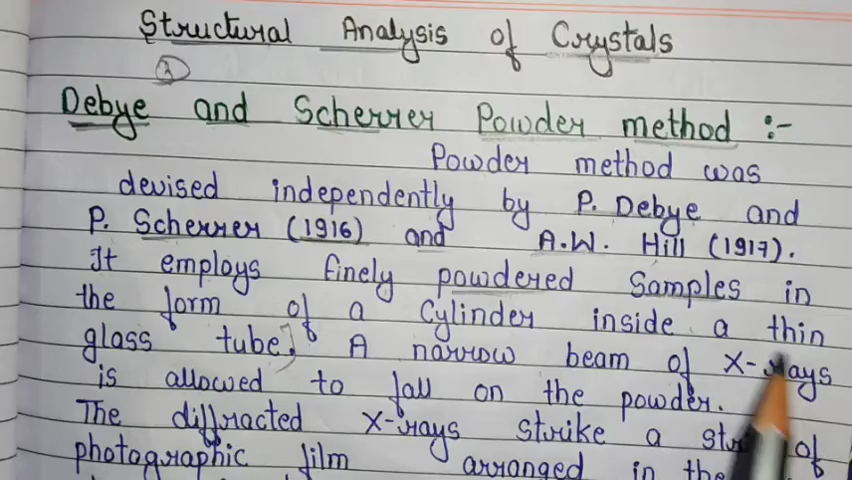 Structural Analysis of Crystals
3
Debye and Scherrer Powder method :-
Powder method was
devised independently by P. Debye and
P. Scherrer (1916) and A.W. Hill (1917).
It employs finely powdered Samples in
the form of a Cylinder inside a thin
glass tube. A narrow beam of X-rays
is allowed to fall on the powder.
The diffracted X-rays strike a of
photographic film arranged in the